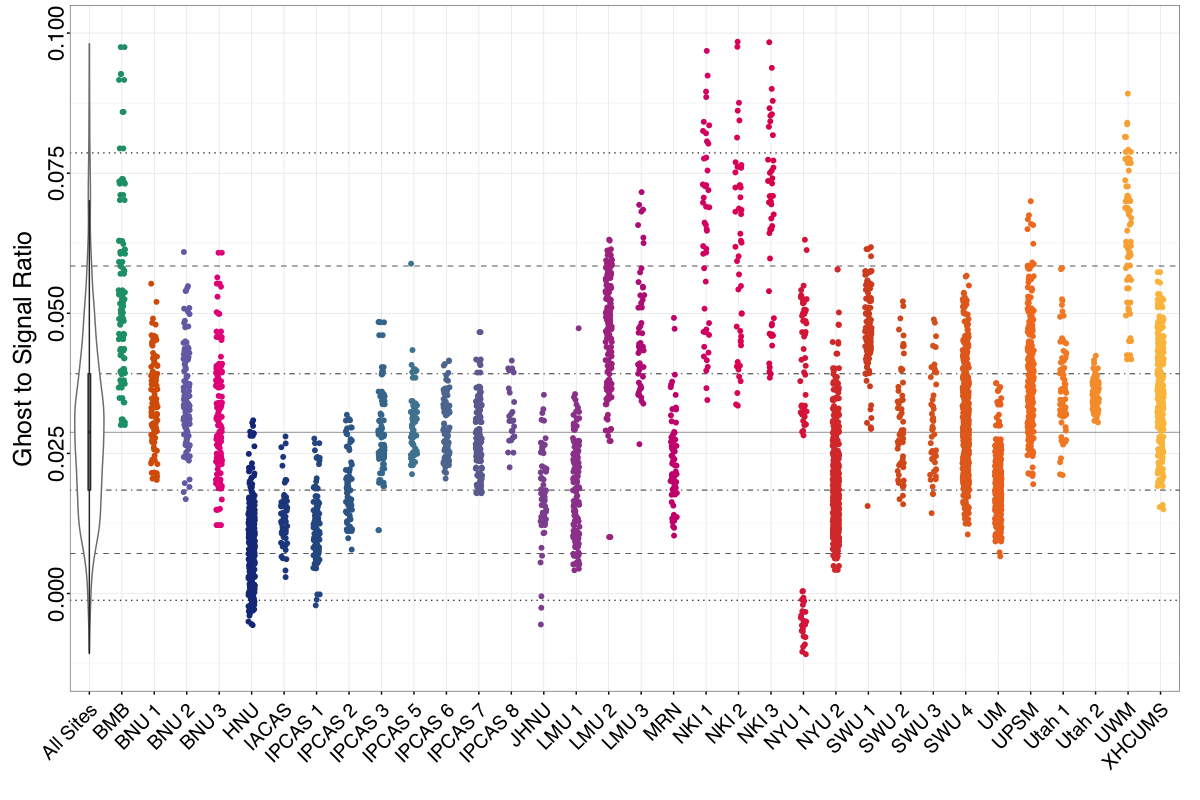 Ghost to Signal Ratio
0.100
0.075
0.050
0.025
0.000
All Sites
BMB
BNU 1
BNU 2
BNU 3
HNU
IACAS
IPCAS 1
IPCAS 2
IPCAS 3
IPCAS 5
IPCAS 6
IPCAS 7
IPCAS 8
JHNU
LMU 1
LMU 2
LMU 3
MRN
NKI 1
NKI 2
NKI 3
NYU 1
NYU 2
SWU 1
SWU 2
SWU 3
SWU 4
UM
UPSM
Utah 1
Utah 2
UWM
XHCUMS